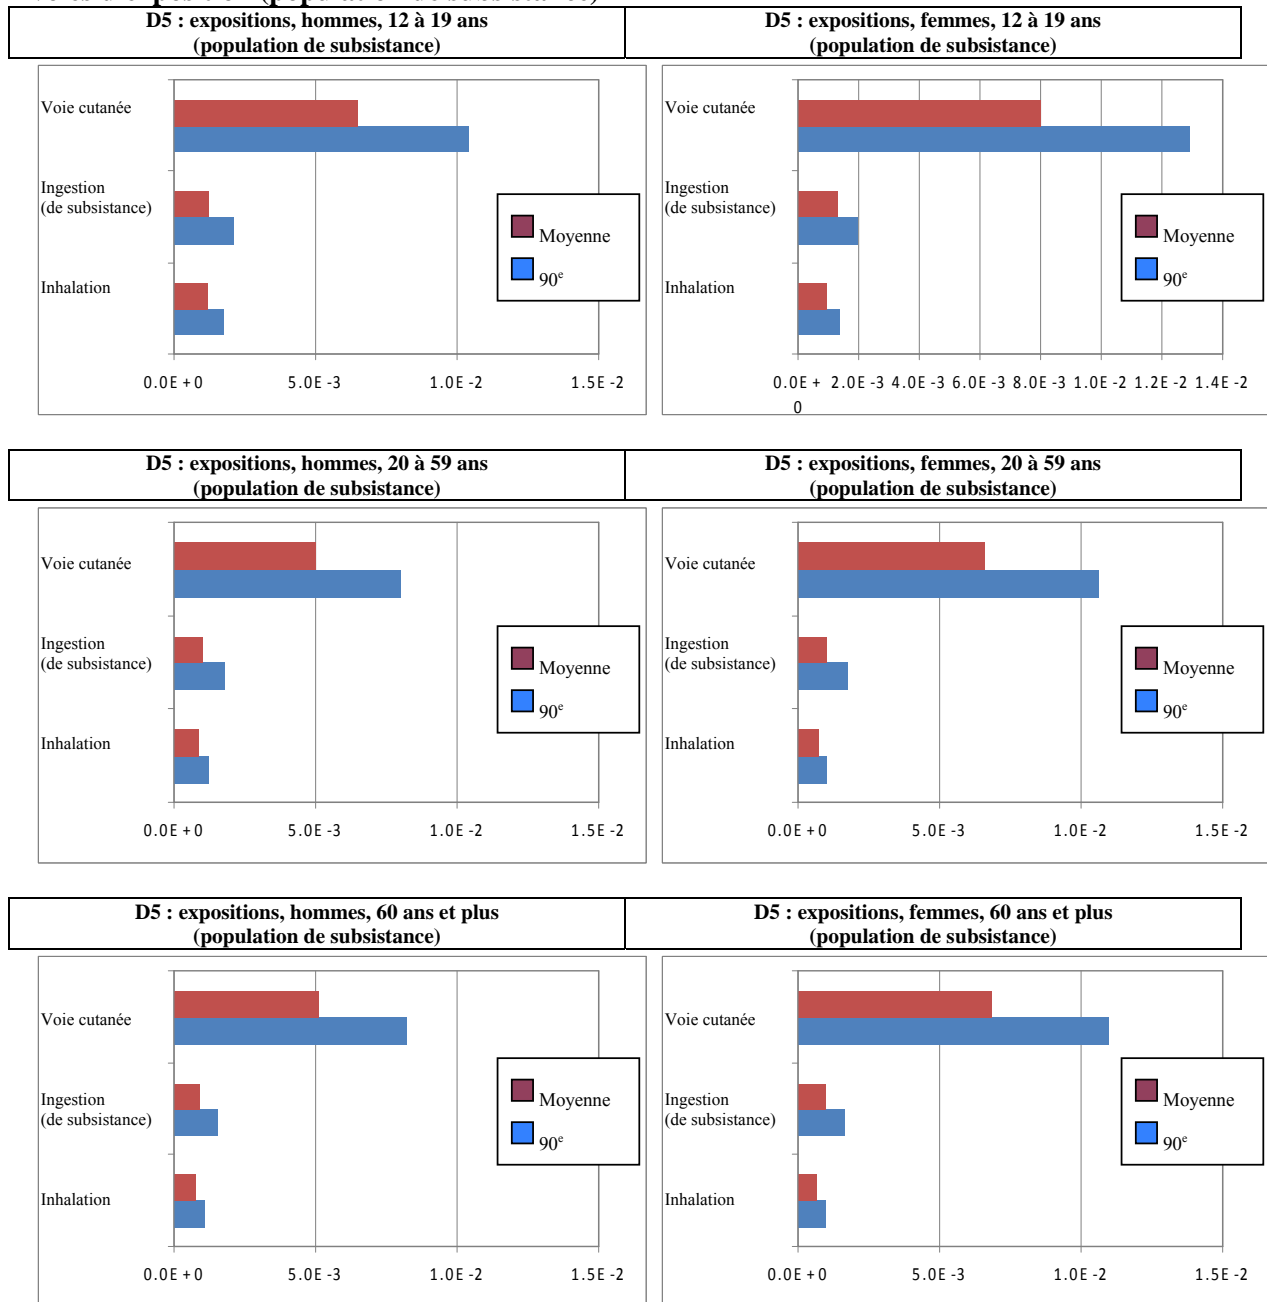 D5 : expositions, hommes, 12 à 19 ans
(population de subsistance)
D5 : expositions, femmes, 12 à 19 ans
(population de subsistance)
Voie cutanée
Ingestion
(de subsistance)
Inhalation
Moyenne
90e
0.0E+0 5.0E-3 1.0E-2 1.5E-2
Voie cutanée
Ingestion
(de subsistance)
Inhalation
Moyenne
90e
0.0E+ 2.0E-3 4.0E-3 6.0E-3 8.0E-3 1.0E-2 1.2E-2 1.4E-2
0
D5 : expositions, hommes, 20 à 59 ans
(population de subsistance)
D5 : expositions, femmes, 20 à 59 ans
(population de subsistance)
Voie cutanée
Ingestion
(de subsistance)
Inhalation
Moyenne
90e
0.0E+0 5.0E-3 1.0E-2 1.5E-2
Voie cutanée
Ingestion
(de subsistance)
Inhalation
Moyenne
90e
0.0E+0 5.0E-3 1.0E-2 1.5E-2
D5 : expositions, hommes, 60 ans et plus
(population de subsistance)
D5 : expositions, femmes, 60 ans et plus
(population de subsistance)
Voie cutanée
Ingestion
(de subsistance)
Inhalation
Moyenne
90e
0.0E+0 5.0E-3 1.0E-2 1.5E-2
Voie cutanée
Ingestion
(de subsistance)
Inhalation
Moyenne
90e
0.0E+0 5.0E-3 1.0E-2 1.5E-2